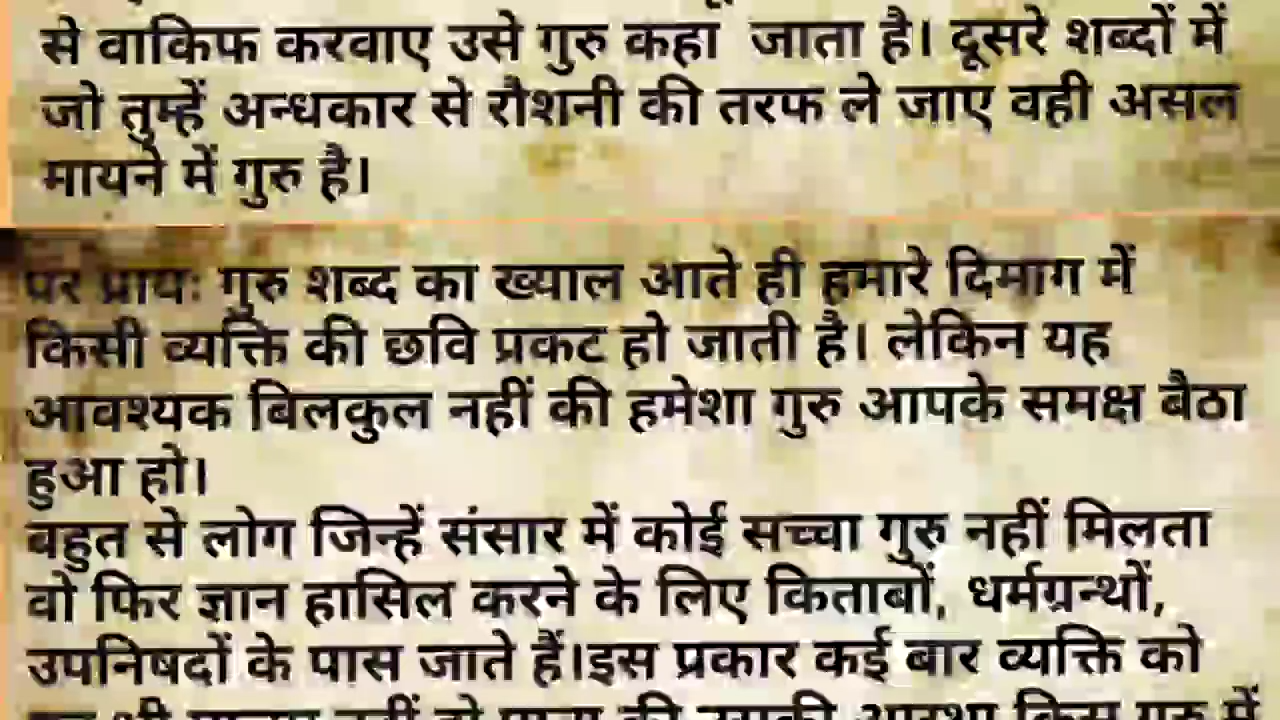 से वाकिफ करवाए उसे गुरु कहा जाता है। दूसरे शब्दों में
जो तुम्हें अन्धकार से रौशनी की तरफ ले जाए वही असल
मायने में गुरु है।
पर प्रायः गुरु शब्द का ख्याल आते ही हमारे दिमाग में
किसी व्यक्ति की छवि प्रकट हो जाती है। लेकिन यह
आवश्यक बिलकुल नहीं की हमेशा गुरु आपके समक्ष बैठा
हुआ हो।
बहुत से लोग जिन्हें संसार में कोई सच्चा गुरु नहीं मिलता
वो फिर ज्ञान हासिल करने के लिए किताबों, धर्मग्रन्थों,
उपनिषदों के पास जाते हैं।इस प्रकार कई बार व्यक्ति को